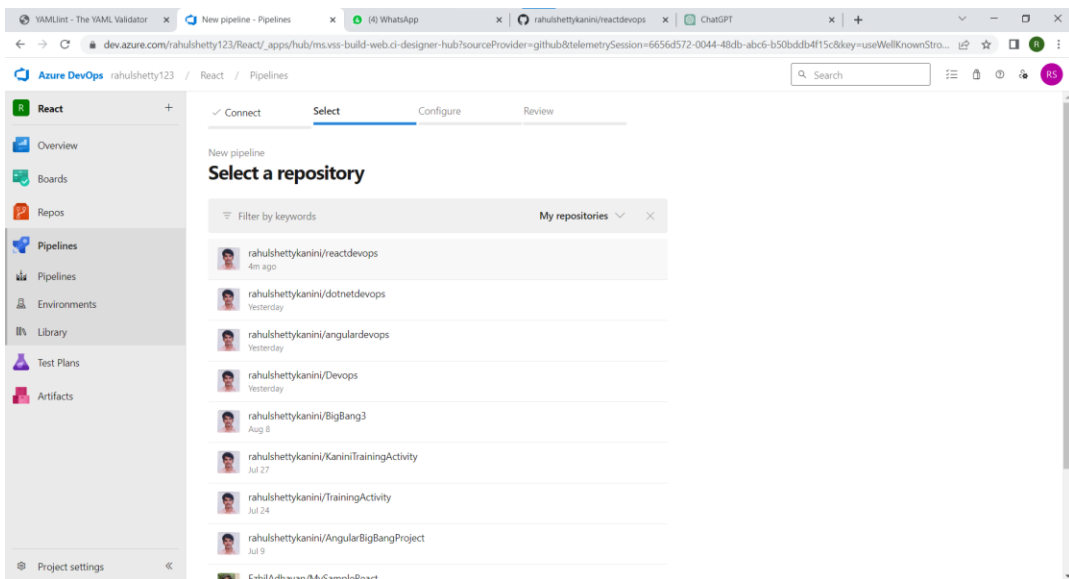 YAMLlint - The YAML Validator
New pipeline - Pipelines
(4) WhatsApp
rahulshettykanini/reactdevops
ChatGPT
dev.azure.com/rahulshetty123/React/_apps/hub/ms.vss-build-web.ci-designer-hub?sourceProvider=github&telemetrySession=6656d572-0044-48db-abc6-b50bddb4f15c&key=useWellKnownStro...
R
Azure DevOps rahulshetty123 / React / Pipelines
Search
RS
R React +
Overview
Boards
Repos
Pipelines
Pipelines
Environments
Library
Test Plans
Artifacts
Project settings
Connect Select Configure Review
New pipeline
Select a repository
Filter by keywords My repositories
rahulshettykanini/reactdevops
4m ago
rahulshettykanini/dotnetdevops
Yesterday
rahulshettykanini/angulardevops
Yesterday
rahulshettykanini/Devops
Yesterday
rahulshettykanini/BigBang3
Aug 8
rahulshettykanini/KaniniTrainingActivity
Jul 27
rahulshettykanini/TrainingActivity
Jul 24
rahulshettykanini/AngularBigBangProject
Jul 9
EzhilAdhavan/MySampleReact